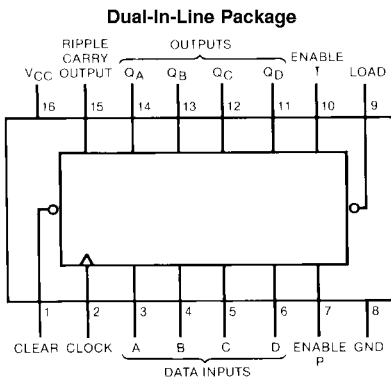 Dual-In-Line Package
RIPPLE CARRY OUTPUT
OUTPUTS
ENABLE T
VCC
QA QB QC QD
LOAD
16 15 14 13 12 11 10 9
1 2 3 4 5 6 7 8
CLEAR CLOCK A B C D ENABLE P GND
DATA INPUTS